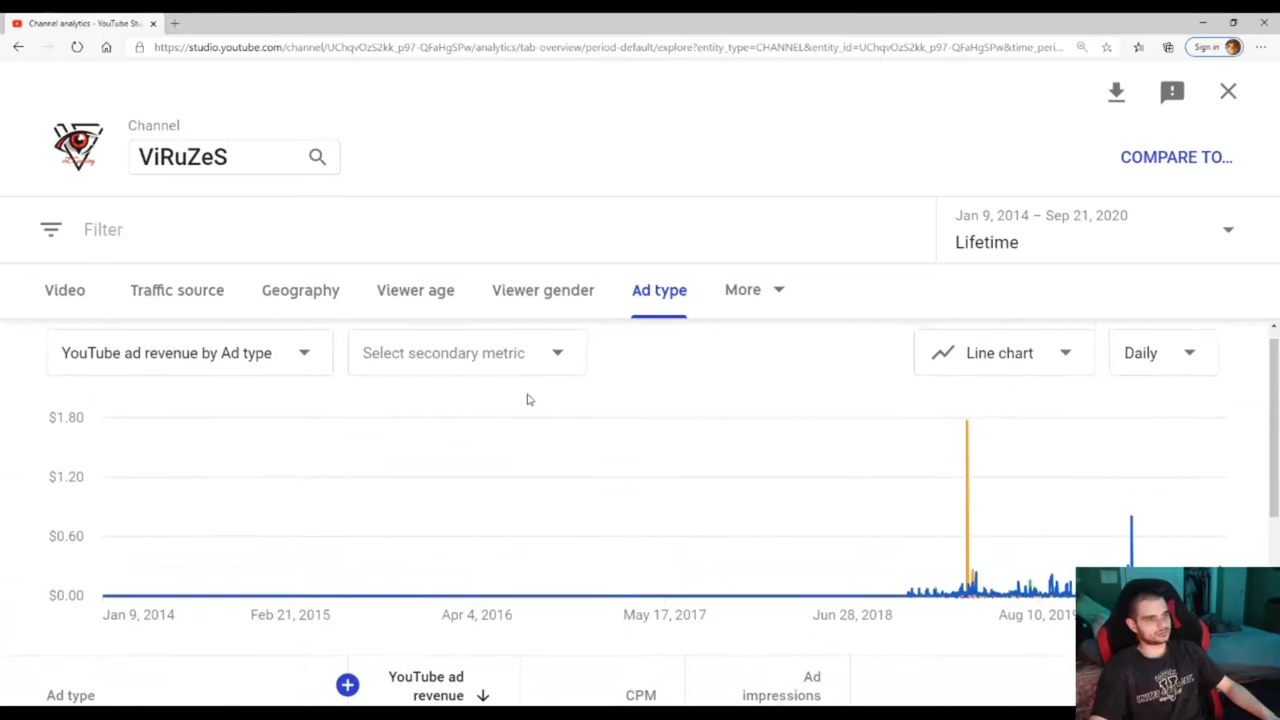 Channel analytics - YouTube Stu
https://studio.youtube.com/channel/UChqvOzS2kk_p97-QFaHgSPw/analytics/tab-overview/period-default/explore?entity_type=CHANNEL&entity_id=UChqvOzS2kk_p97-QFaHgSPw&time_peri...
Sign in
Channel
ViRuZeS
COMPARE TO...
Filter
Jan 9, 2014 – Sep 21, 2020
Lifetime
Video
Traffic source
Geography
Viewer age
Viewer gender
Ad type
More
YouTube ad revenue by Ad type
Select secondary metric
Line chart
Daily
$1.80
$1.20
$0.60
$0.00
Jan 9, 2014
Feb 21, 2015
Apr 4, 2016
May 17, 2017
Jun 28, 2018
Aug 10, 2019
Ad type
YouTube ad
revenue
CPM
Ad
impressions